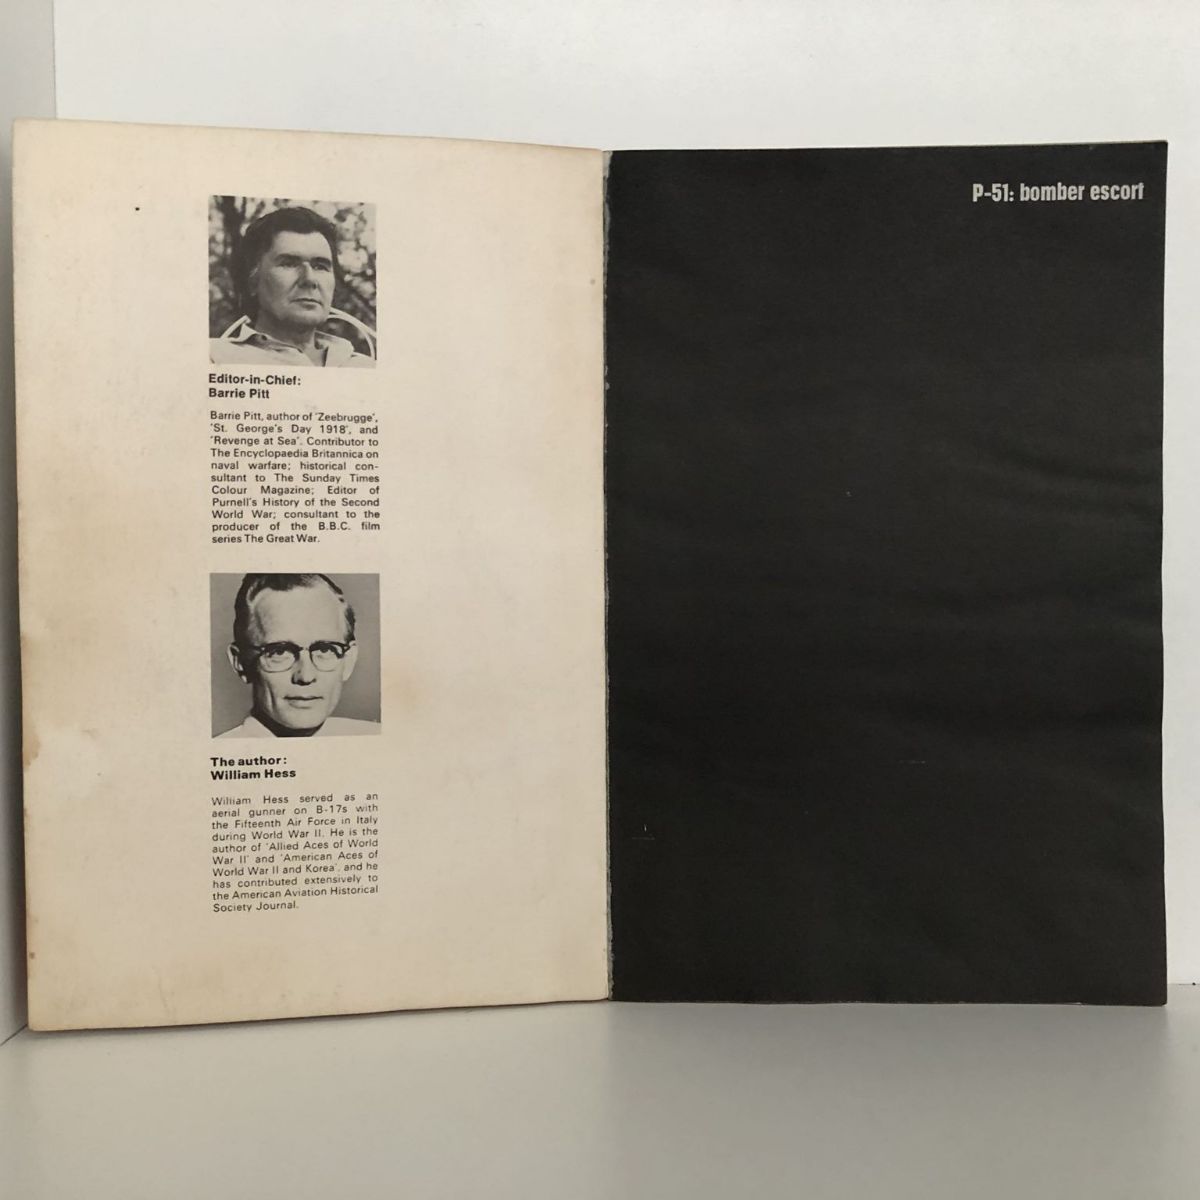 Editor-in-Chief:
Barrie Pitt
Barrie Pitt, author of 'Zeebrugge',
'St. George's Day 1918', and
'Revenge at Sea'. Contributor to
The Encyclopaedia Britannica on
naval warfare; historical con-
sultant to The Sunday Times
Colour Magazine; Editor of
Purnell's History of the Second
World War; consultant to the
producer of the B.B.C. film
series The Great War.
The author:
William Hess
William Hess served as an
aerial gunner on B-17s with
the Fifteenth Air Force in Italy
during World War II. He is the
author of 'Allied Aces of World
War II' and 'American Aces of
World War II and Korea', and he
has contributed extensively to
the American Aviation Historical
Society Journal.
P-51: bomber escort